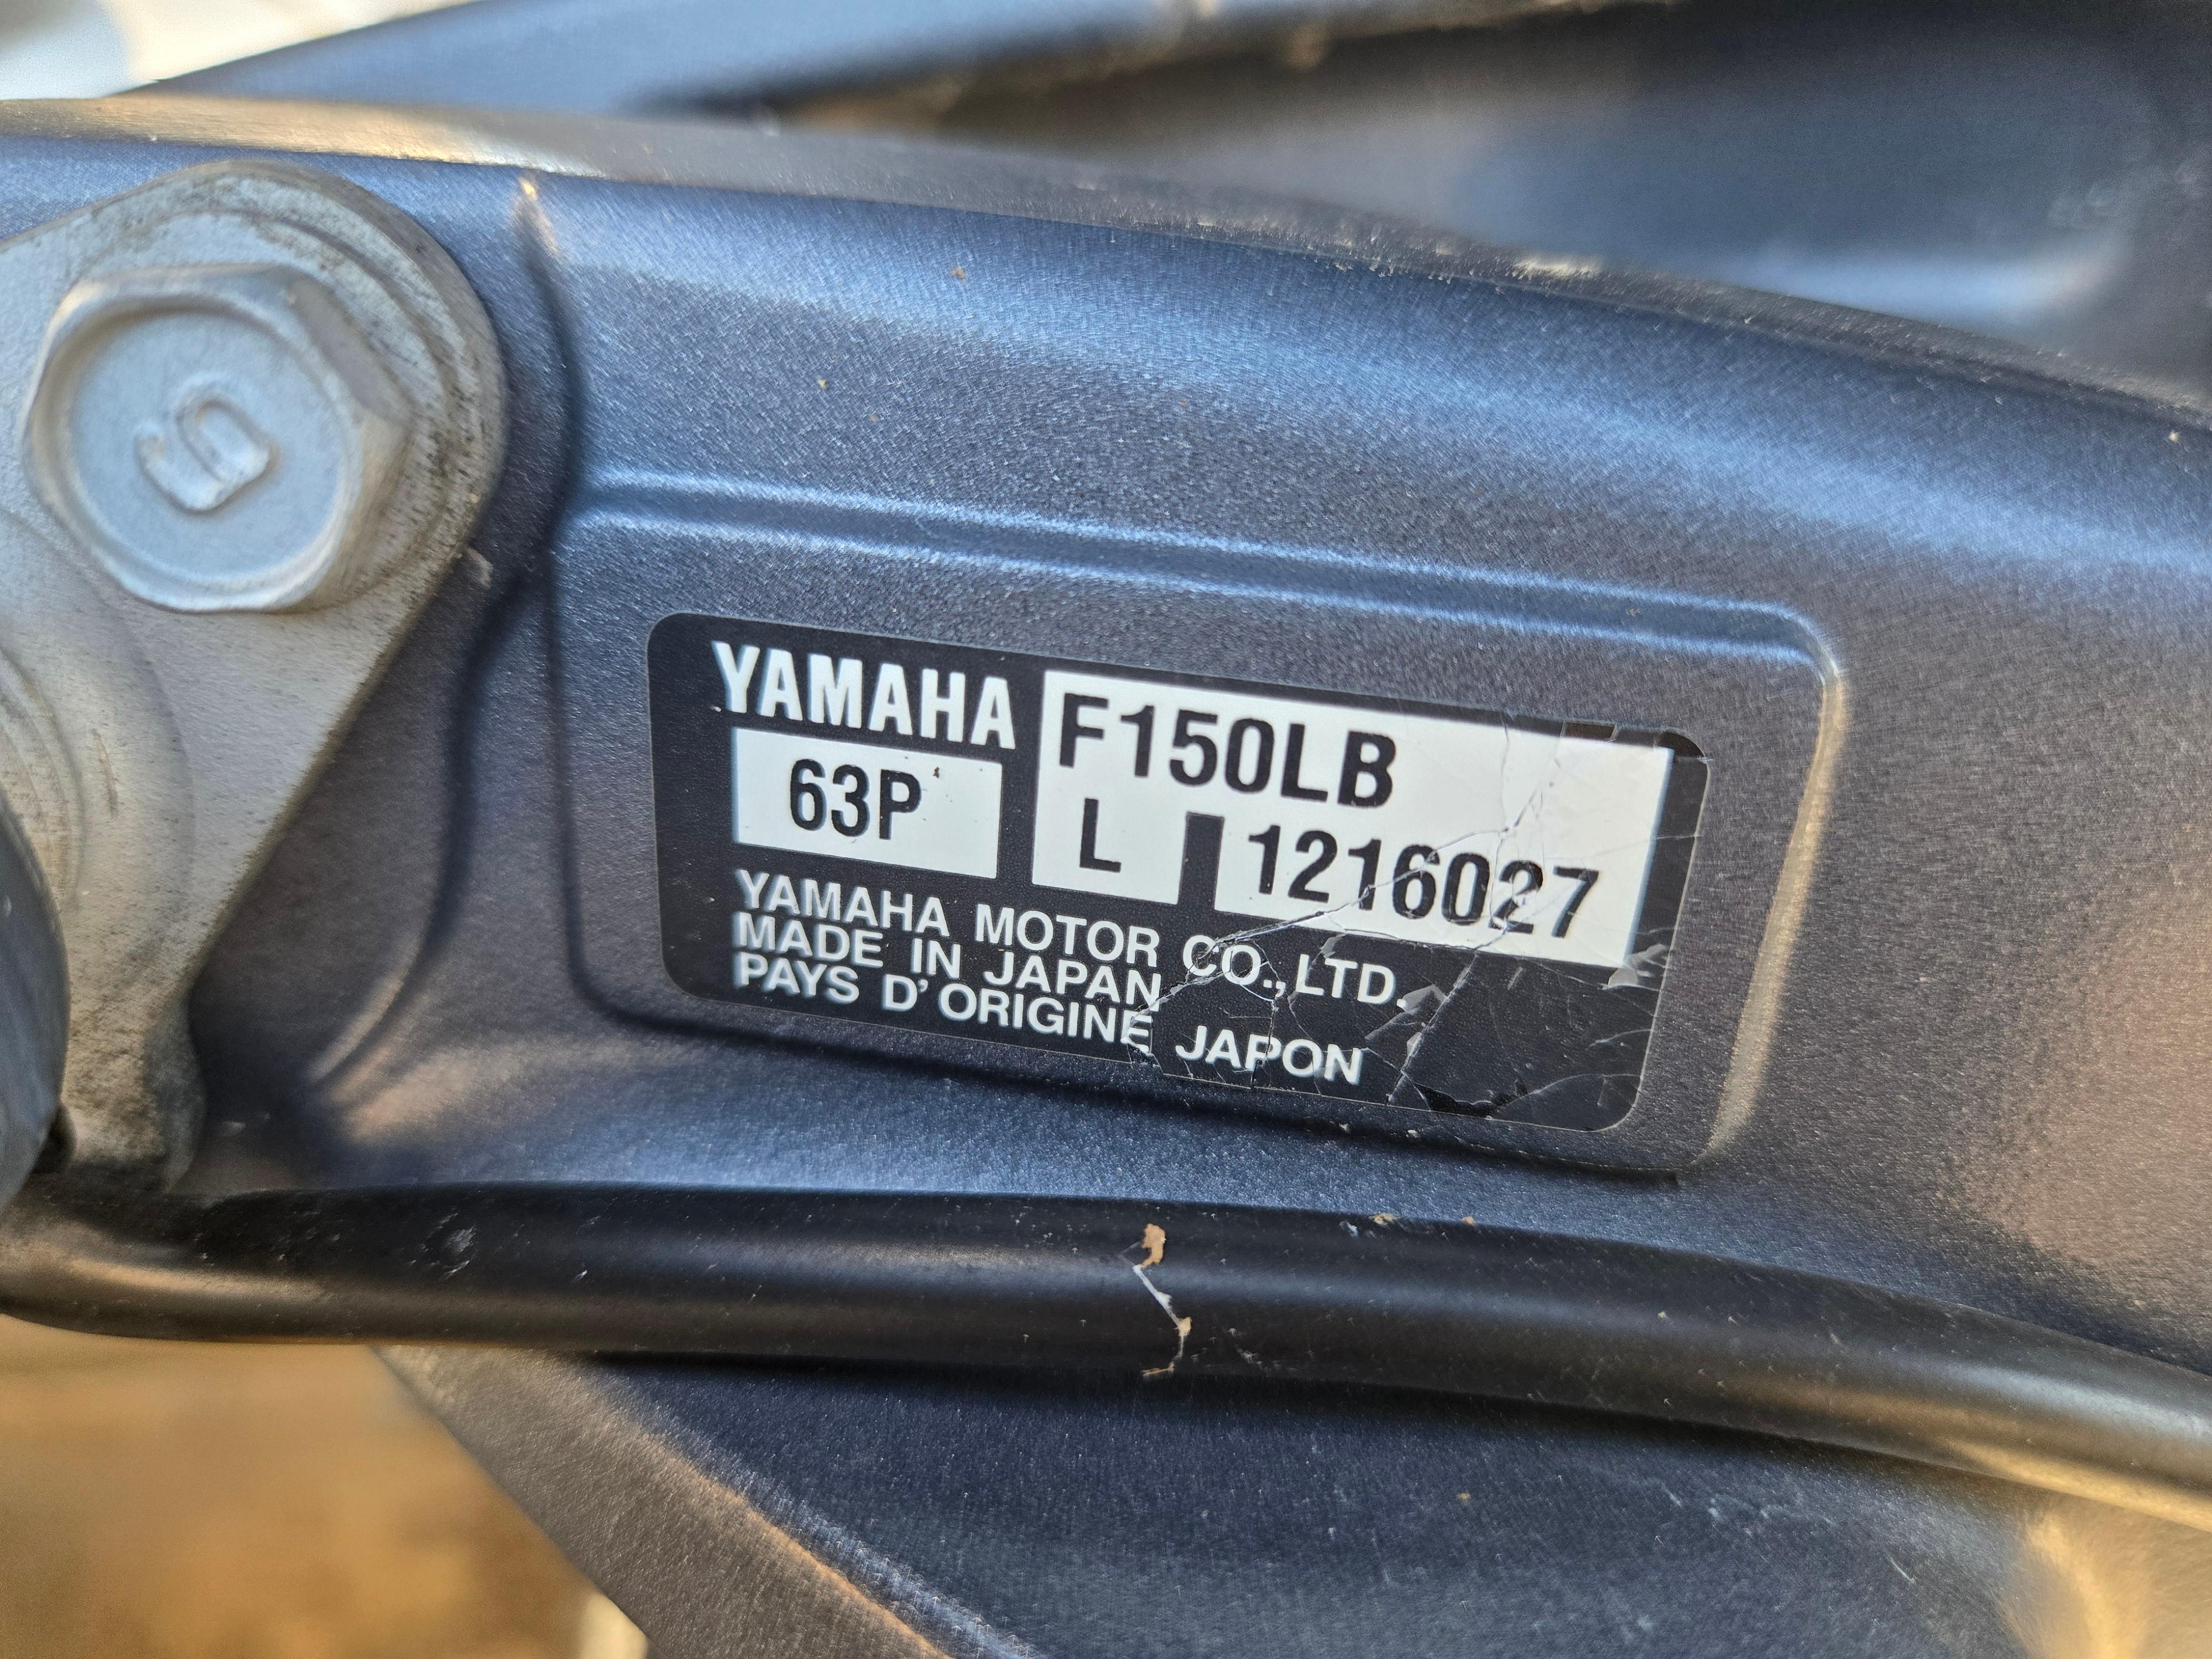 YAMAHA F150LB
63P L 1216027
YAMAHA MOTOR CO., LTD.
MADE IN JAPAN
PAYS D'ORIGINE JAPON